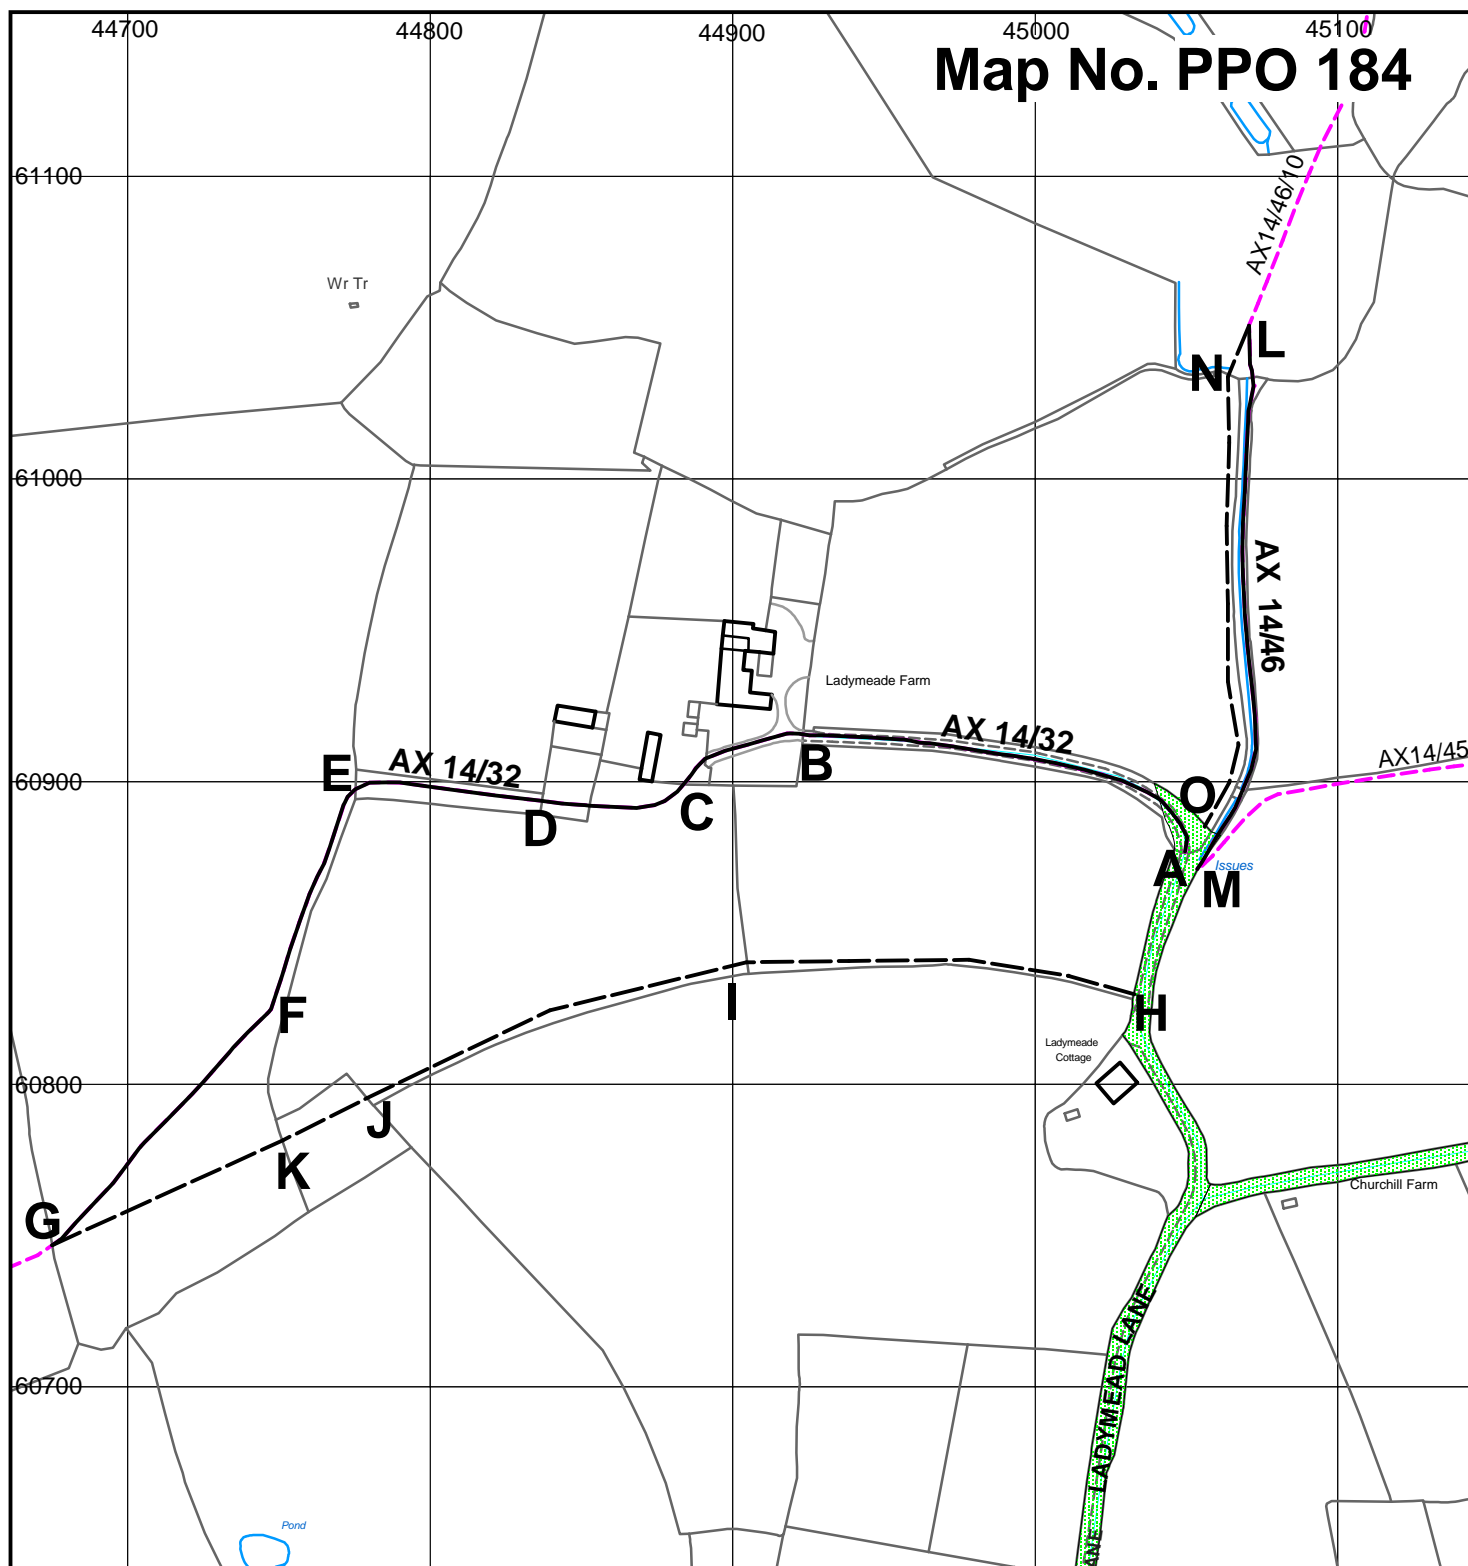 44700
44800
44900
45000
45100
Map No. PPO 184
61100
AX14/46/10
Wr Tr
L
N
61000
AX 14/46
Ladymeade Farm
AX 14/32
AX 14/32
AX14/45
E
B
60900
O
C
D
A
Issues
M
I
H
F
Ladymeade
Cottage
60800
J
K
Churchill Farm
G
LADYMEAD LANE
60700
Pond
ANE